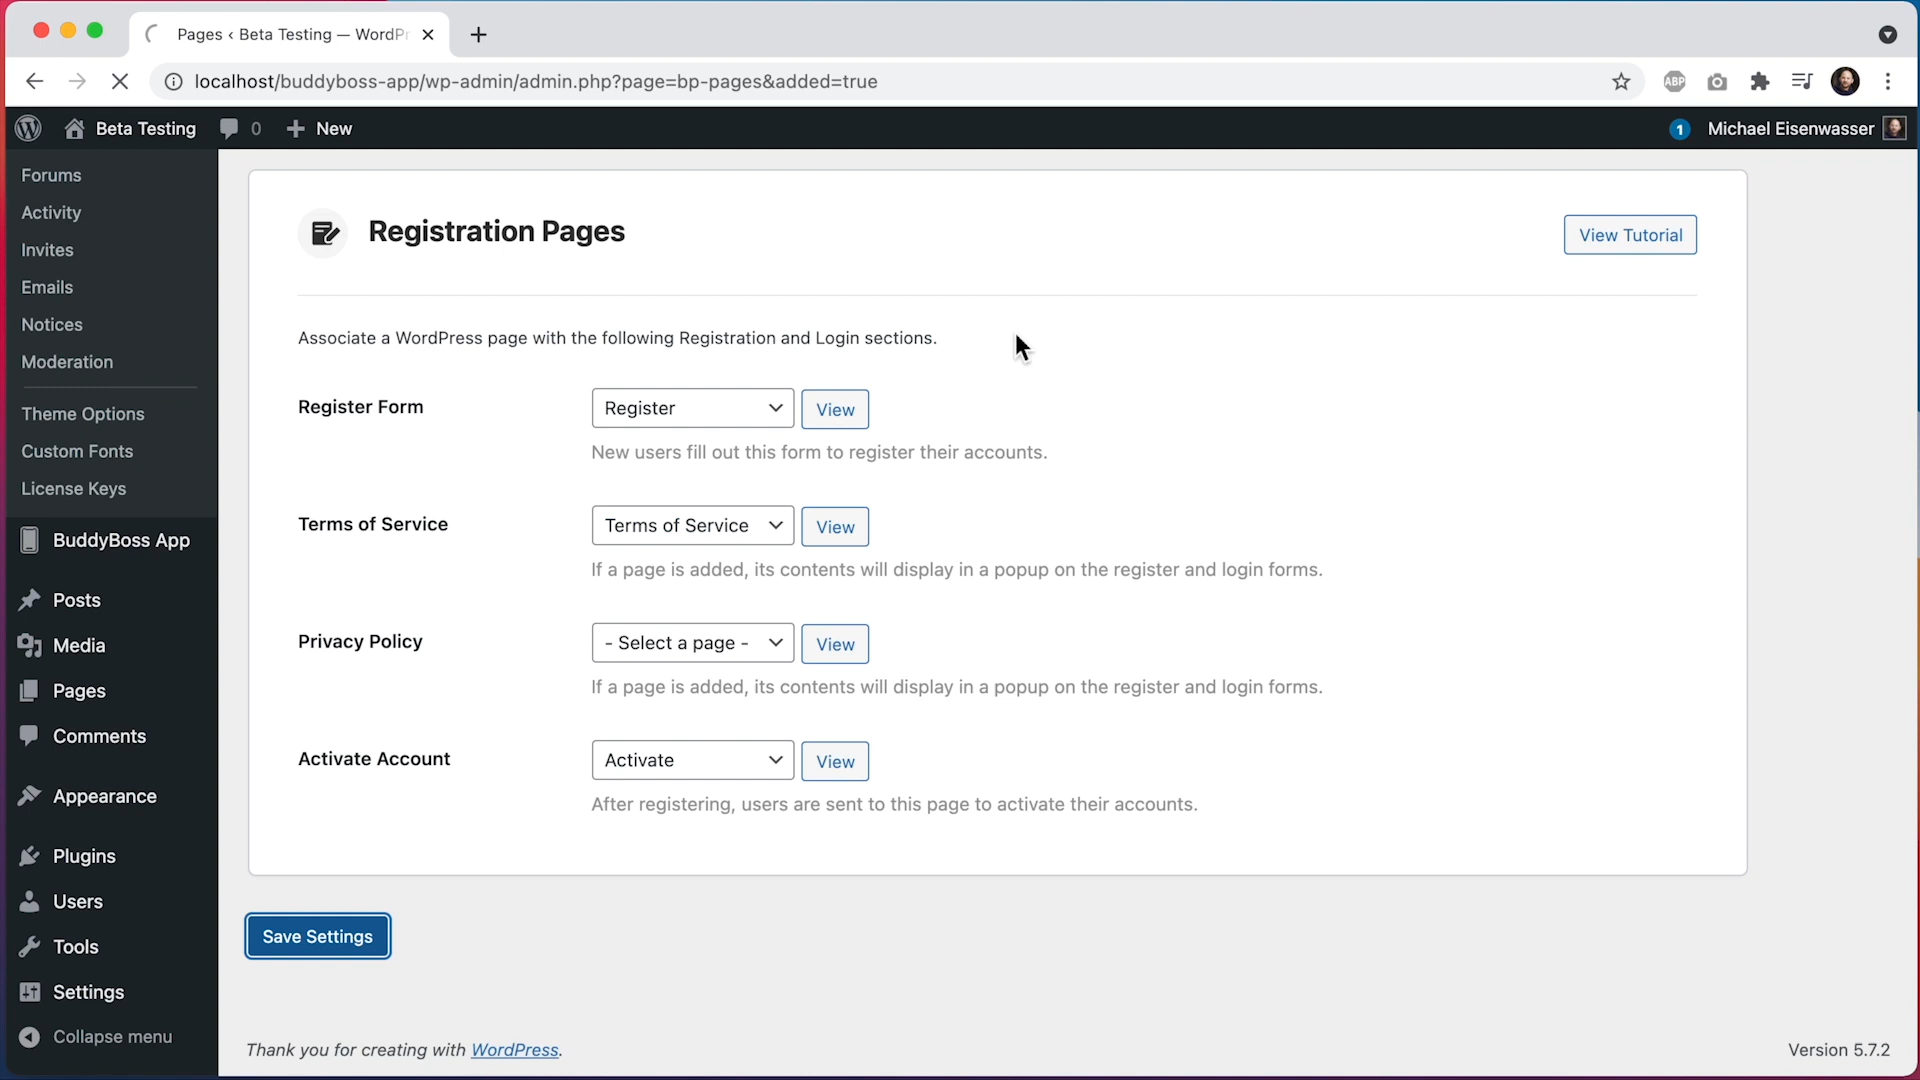 Pages ‹ Beta Testing — WordPr
localhost/buddyboss-app/wp-admin/admin.php?page=bp-pages&added=true
ABP
Beta Testing 0 New
1 Michael Eisenwasser
Forums
Activity
Invites
Emails
Notices
Moderation
Theme Options
Custom Fonts
License Keys
BuddyBoss App
Posts
Media
Pages
Comments
Appearance
Plugins
Users
Tools
Settings
Collapse menu
Registration Pages
View Tutorial
Associate a WordPress page with the following Registration and Login sections.
Register Form Register View
New users fill out this form to register their accounts.
Terms of Service Terms of Service View
If a page is added, its contents will display in a popup on the register and login forms.
Privacy Policy - Select a page - View
If a page is added, its contents will display in a popup on the register and login forms.
Activate Account Activate View
After registering, users are sent to this page to activate their accounts.
Save Settings
Thank you for creating with WordPress.
Version 5.7.2